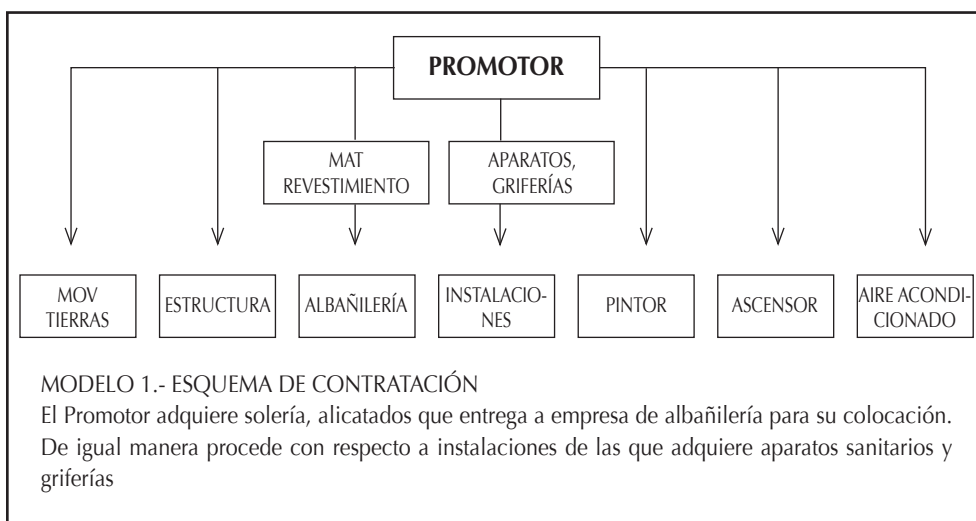 PROMOTOR
MAT
REVESTIMIENTO
APARATOS,
GRIFERÍAS
MOV
TIERRAS
ESTRUCTURA
ALBAÑILERÍA
INSTALACIO-
NES
PINTOR
ASCENSOR
AIRE ACONDI-
CIONADO
MODELO 1.- ESQUEMA DE CONTRATACIÓN
El Promotor adquiere solería, alicatados que entrega a empresa de albañilería para su colocación.
De igual manera procede con respecto a instalaciones de las que adquiere aparatos sanitarios y
griferías